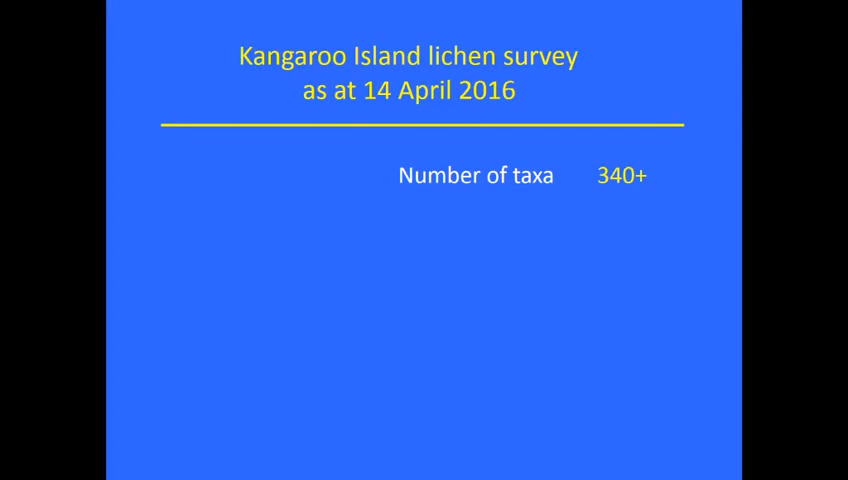 Kangaroo Island lichen survey
as at 14 April 2016
Number of taxa 340+